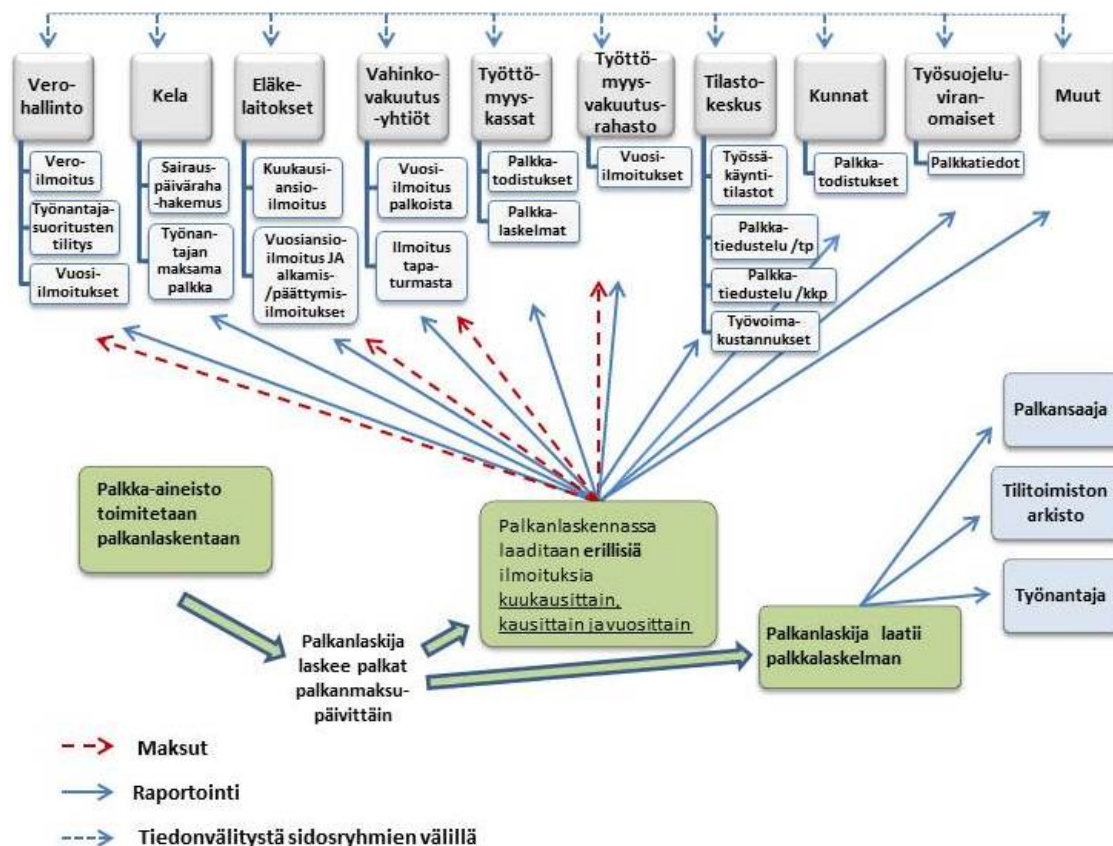 Vero-
hallinto
Kela
Eläke-
laitokset
Vahinko-
vakuutus
-yhtiöt
Työttö-
myys-
kassat
Työttö-
myys-
vakuutus-
rahasto
Tilasto-
keskus
Kunnat
Työsuojelu-
viran-
omaiset
Muut
Vero-
ilmoitus
Työnantaja-
suoritusten
tilitys
Vuosi-
ilmoitukset
Sairaus-
päiväraha
-hakemus
Työnan-
tajan
maksama
palkka
Kuukausi-
ansio-
ilmoitus
Vuosiansio-
ilmoitus JA
alkamis-
/päättymis-
ilmoitukset
Vuosi-
ilmoitus
palkoista
Ilmoitus
tapa-
turmasta
Palkka-
todistukset
Palkka-
laskelmat
Vuosi-
ilmoitukset
Työssä-
käynti-
tilastot
Palkka-
tiedustelu /tp
Palkka-
tiedustelu /kkp
Työvoima-
kustannukset
Palkka-
todistukset
Palkkatiedot
Palkka-aineisto
toimitetaan
palkanlaskentaan
Palkanlaskija
laskee palkat
palkanmaksu-
päivittäin
Palkanlaskennassa
laaditaan erillisiä
ilmoituksia
kuukausittain,
kausittain ja vuosittain
Palkanlaskija laatii
palkkalaskelman
Palkansaaja
Tilitoimiston
arkisto
Työnantaja
Maksut
Raportointi
Tiedonvälitystä sidosryhmien välillä